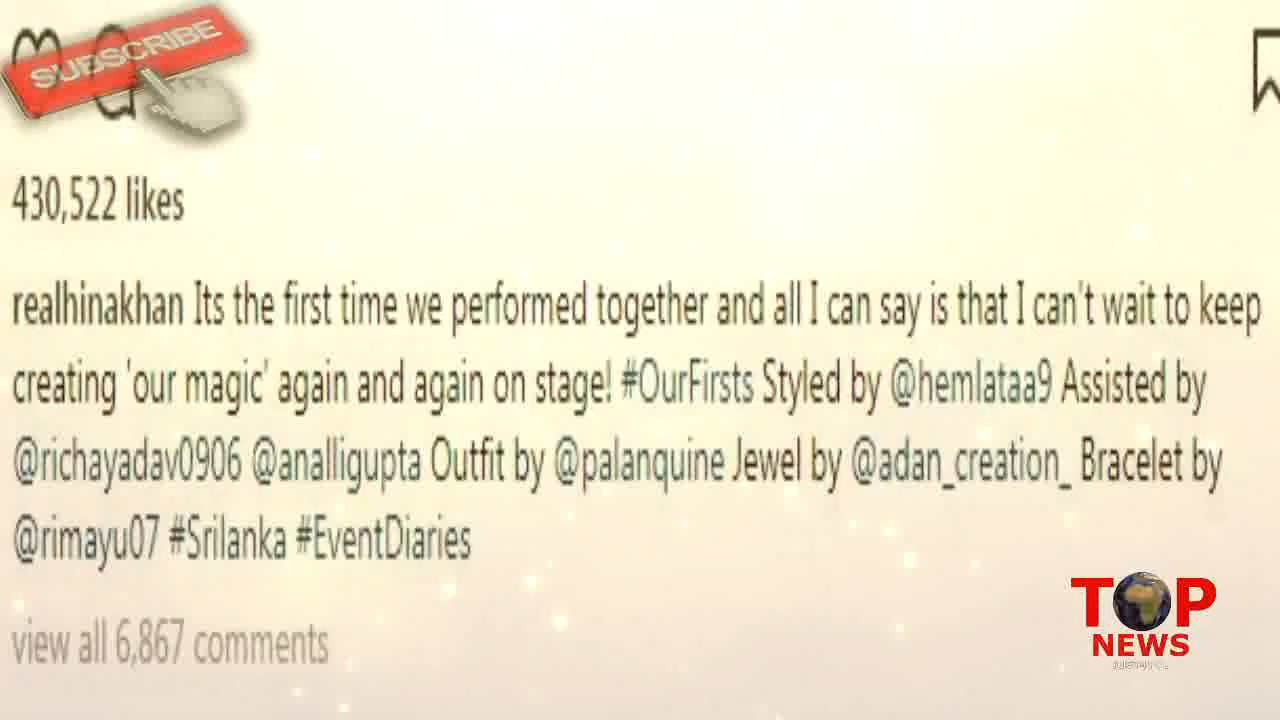 SUBSCRIBE
430,522 likes
realhinakhan Its the first time we performed together and all I can say is that I can't wait to keep
creating 'our magic' again and again on stage! #OurFirsts Styled by @hemlataa9 Assisted by
@richayadav0906 @analligupta Outfit by @palanquine Jewel by @adan_creation_ Bracelet by
@rimayu07 #Srilanka #EventDiaries
view all 6,867 comments
TOP
NEWS